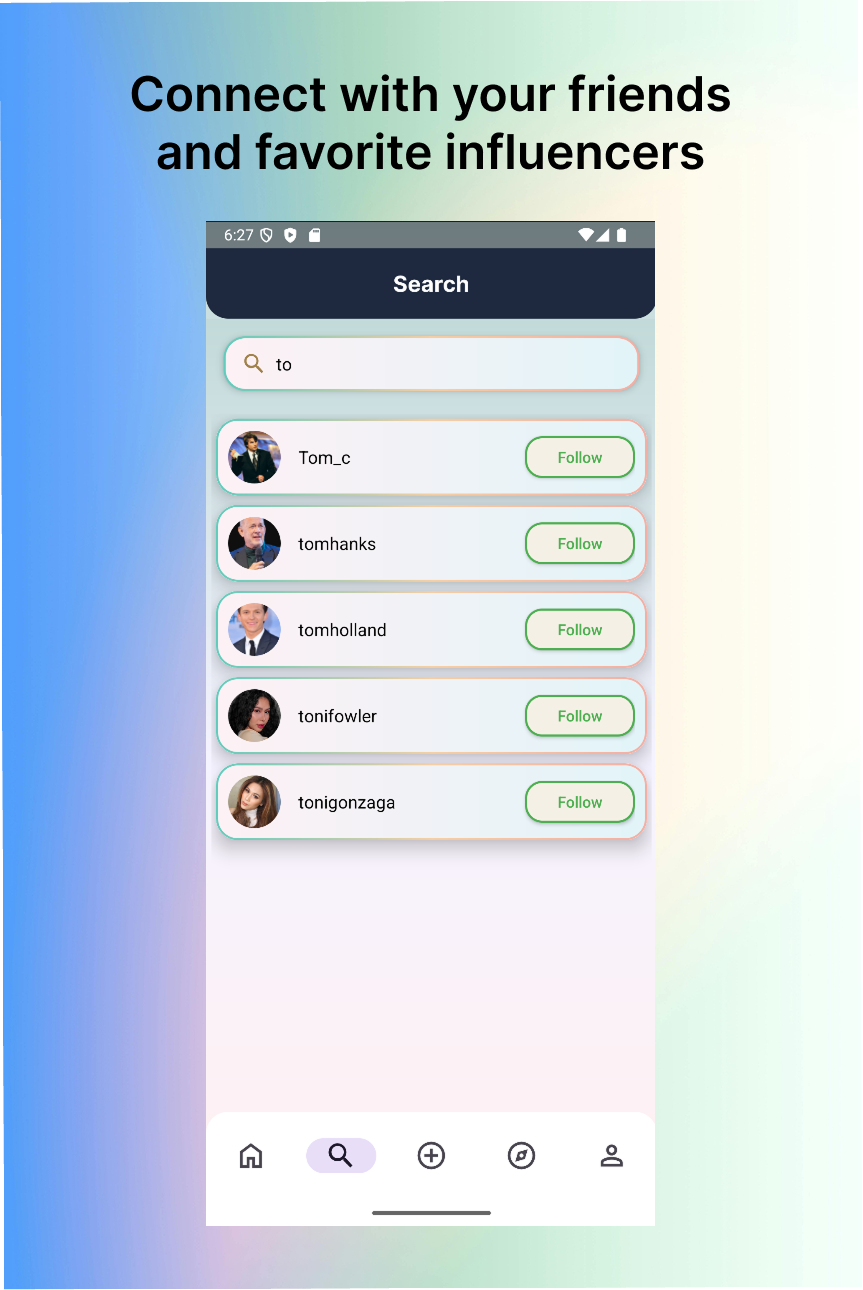 Connect with your friends
and favorite influencers
6:27
Search
to
Tom_c
Follow
tomhanks
Follow
tomholland
Follow
tonifowler
Follow
tonigonzaga
Follow